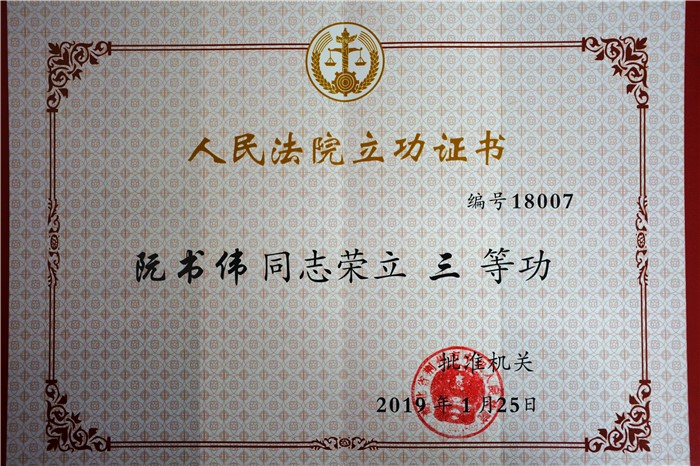 人民法院立功证书
编号18007
阮书伟同志荣立 三 等功
批准机关
2019 年 1 月25日